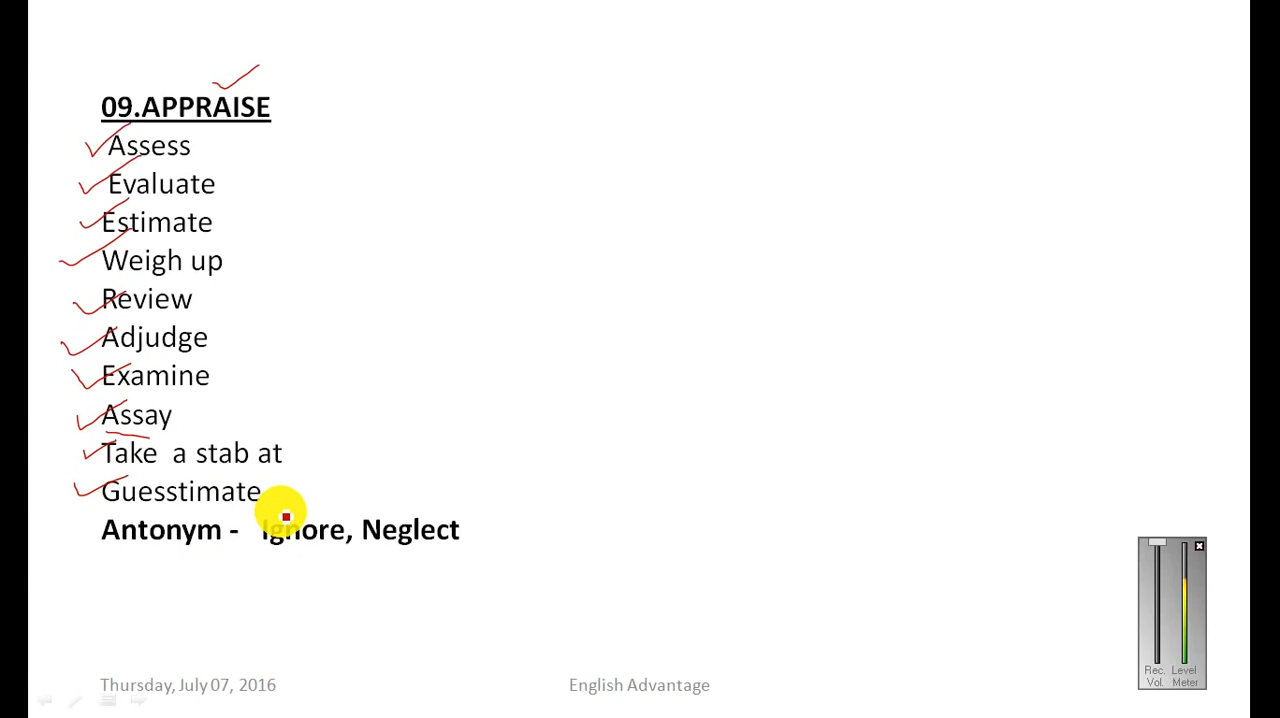 09.APPRAISE
Assess
Evaluate
Estimate
Weigh up
Review
Adjudge
Examine
Assay
Take a stab at
Guesstimate
Antonym - Ignore, Neglect
Rec. Level
Vol. Meter
Thursday, July 07, 2016 English Advantage